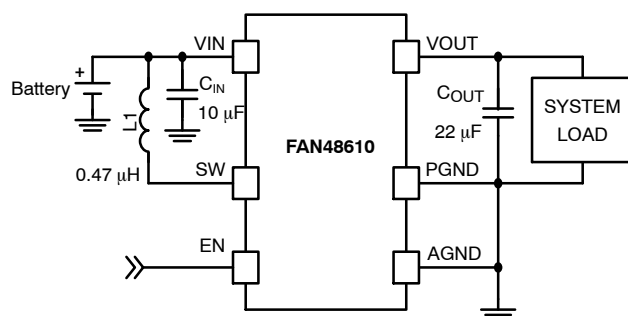 VIN
VOUT
+
Battery
CIN
10 μF
L1
COUT
22 μF
SYSTEM
LOAD
FAN48610
0.47 μH
SW
PGND
EN
AGND